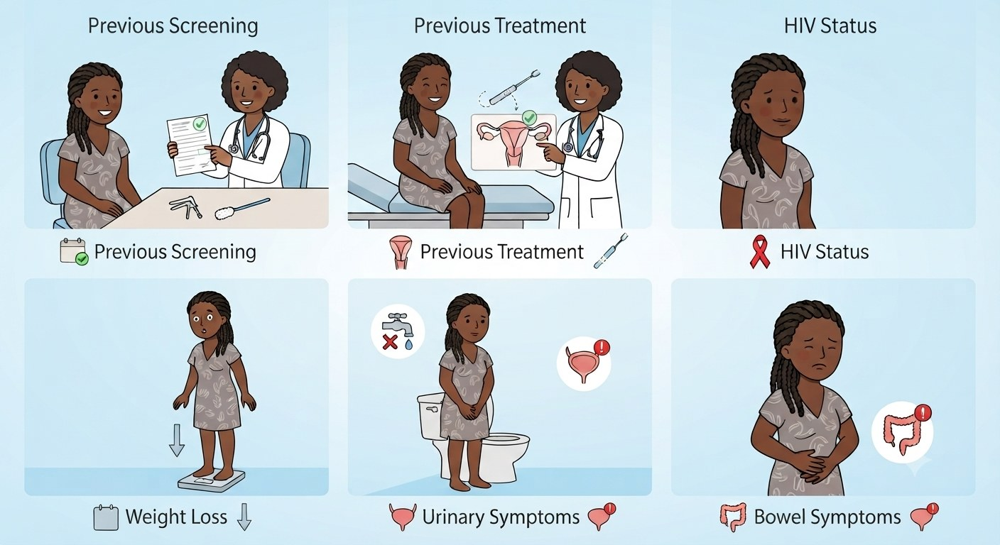 Previous Screening
Previous Treatment
HIV Status
Previous Screening
Previous Treatment
HIV Status
Weight Loss
Urinary Symptoms
Bowel Symptoms